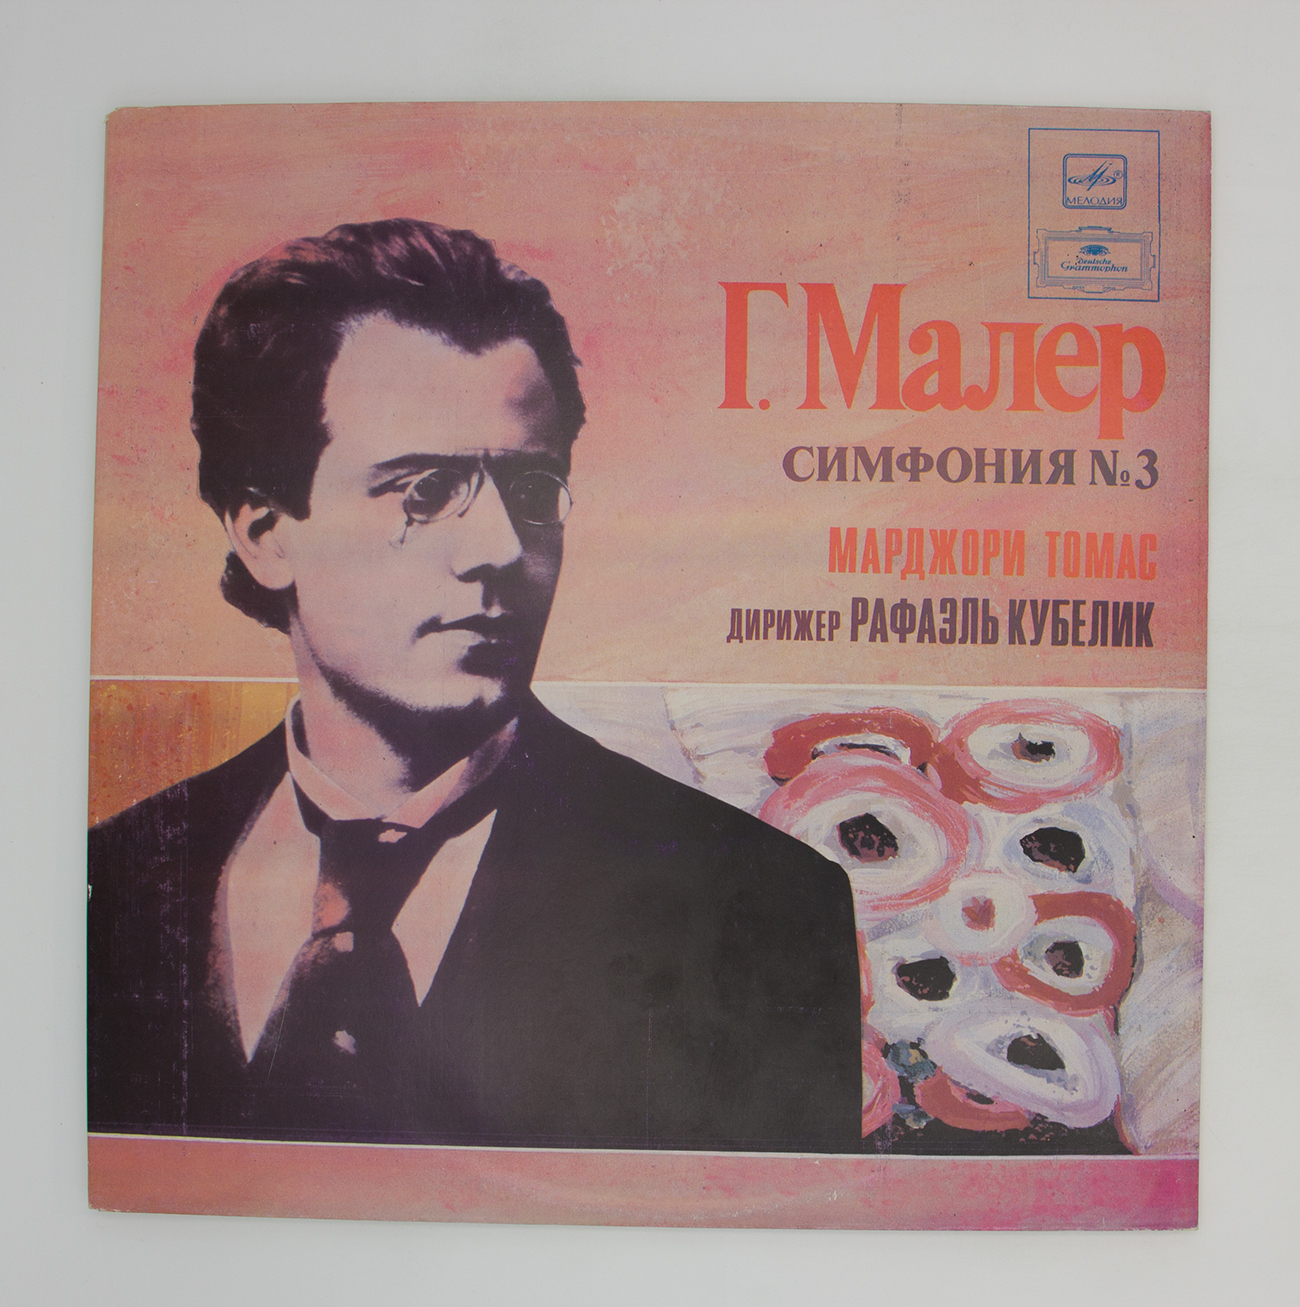 МЕЛОДИЯ
Deutsche
Grammophon
Г. Малер
СИМФОНИЯ №3
МАРДЖОРИ ТОМАС
ДИРИЖЕР РАФАЭЛЬ КУБЕЛИК